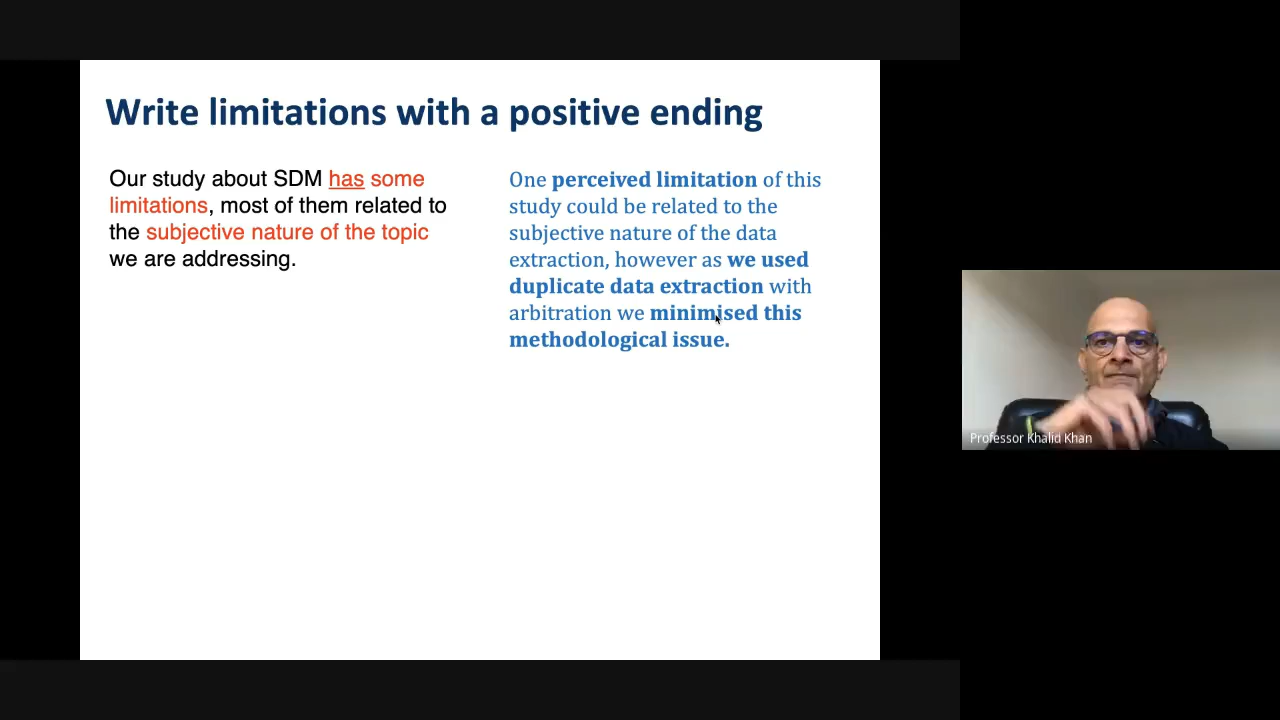 Write limitations with a positive ending
Our study about SDM has some
limitations, most of them related to
the subjective nature of the topic
we are addressing.
One perceived limitation of this
study could be related to the
subjective nature of the data
extraction, however as we used
duplicate data extraction with
arbitration we minimised this
methodological issue.
Professor Khalid Khan